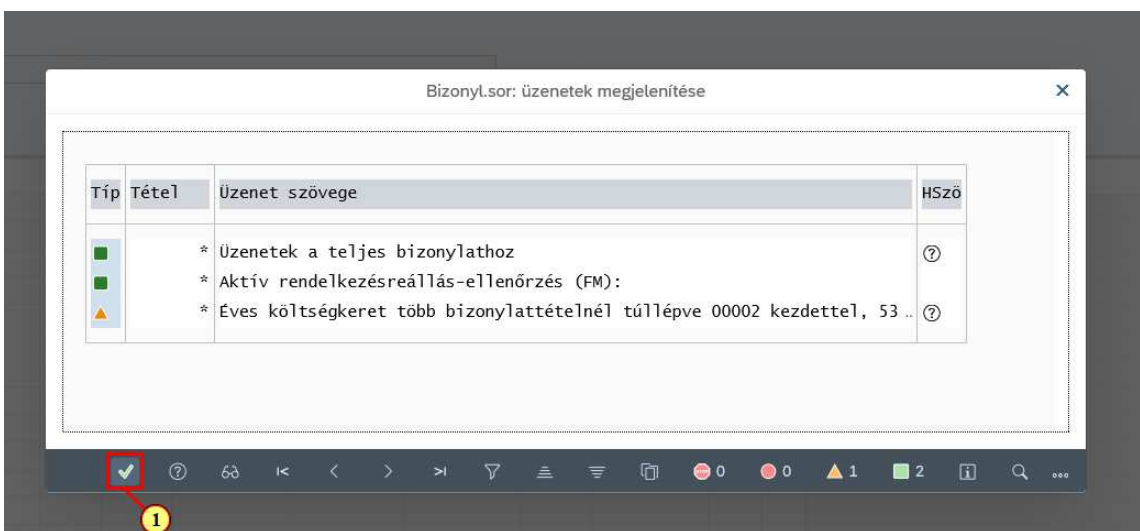 Bizonyl.sor: üzenetek megjelenítése
Típ Tétel Üzenet szövege HSzö
* Üzenetek a teljes bizonylathoz
* Aktív rendelkezésreállás-ellenőrzés (FM):
* Éves költségkeret több bizonylattételnél túllépve 00002 kezdettel, 53 ..
0 0 1 2
1